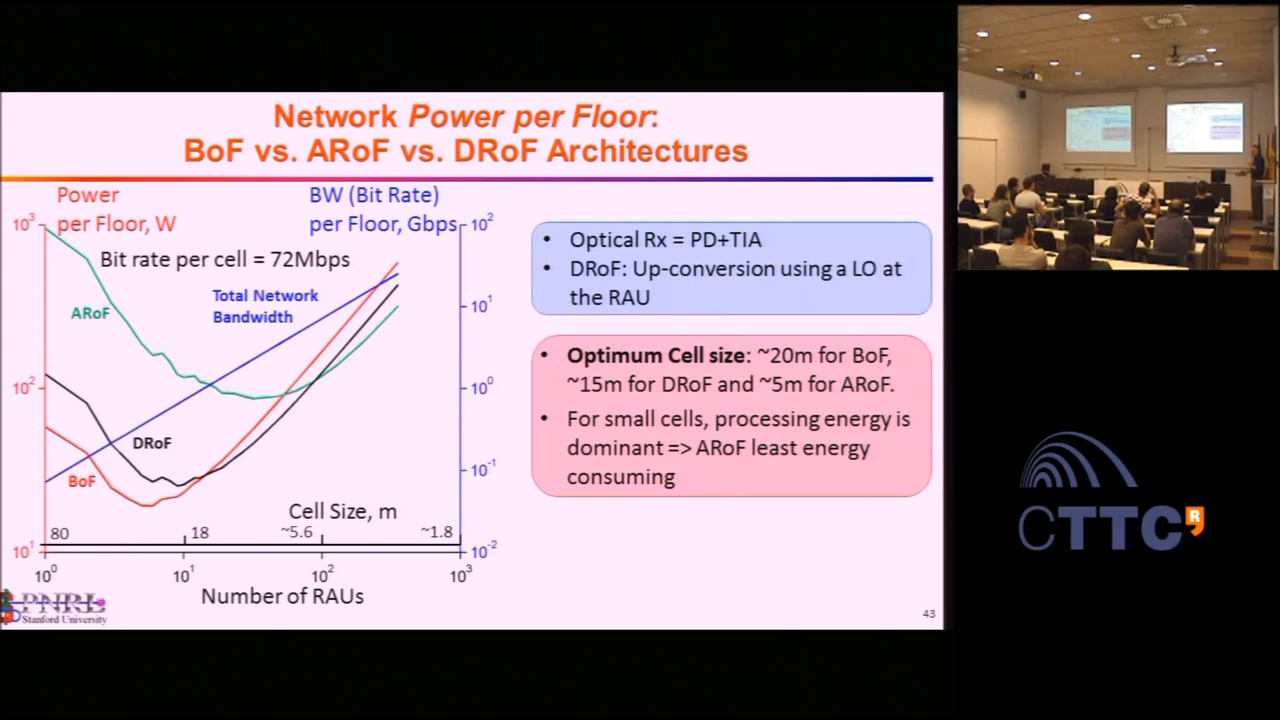 Network Power per Floor:
BoF vs. ARoF vs. DRoF Architectures
Power
per Floor, W
BW (Bit Rate)
per Floor, Gbps
10³
10²
10¹
10²
10¹
10⁰
10⁻¹
10⁻²
Bit rate per cell = 72Mbps
Total Network
Bandwidth
ARoF
DRoF
BoF
Cell Size, m
80
18
~5.6
~1.8
10⁰
10¹
10²
10³
Number of RAUs
• Optical Rx = PD+TIA
• DRoF: Up-conversion using a LO at
the RAU
• Optimum Cell size: ~20m for BoF,
~15m for DRoF and ~5m for ARoF.
• For small cells, processing energy is
dominant => ARoF least energy
consuming
PNRL
Stanford University
43
CTTC
R